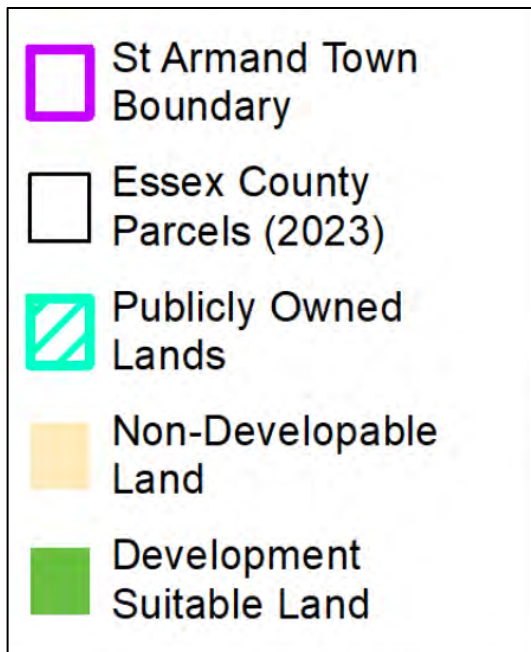 St Armand Town
Boundary
Essex County
Parcels (2023)
Publicly Owned
Lands
Non-Developable
Land
Development
Suitable Land